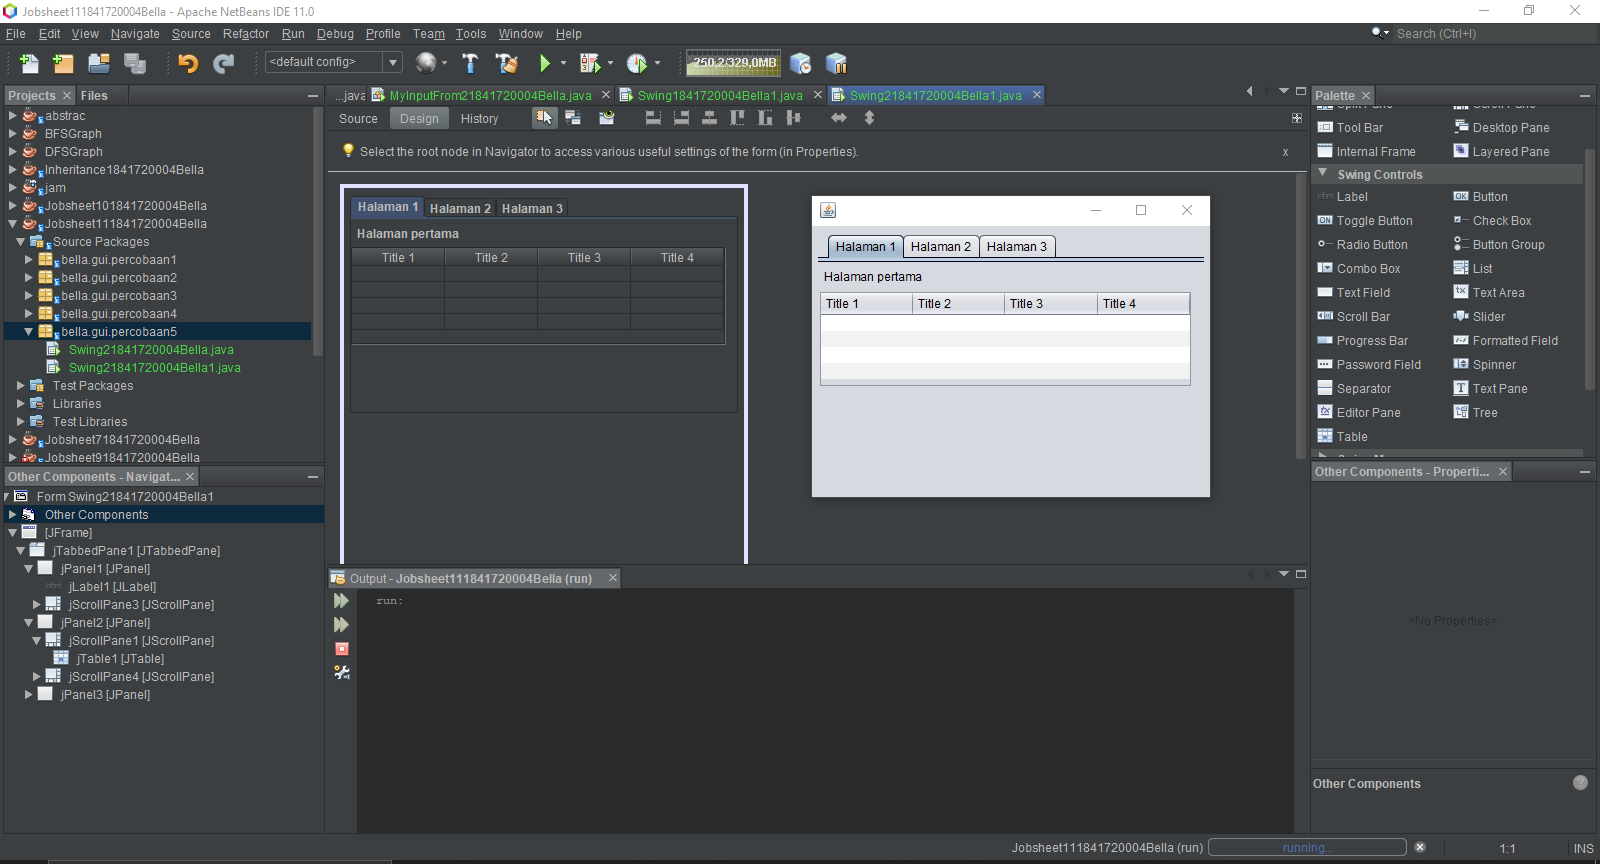 Jobsheet111841720004Bella - Apache NetBeans IDE 11.0
File Edit View Navigate Source Refactor Run Debug Profile Team Tools Window Help
Search (Ctrl+I)
<default config>
250,2/329,0MB
Projects Files
abstrac
BFSGraph
DFSGraph
Inheritance1841720004Bella
jam
Jobsheet101841720004Bella
Jobsheet111841720004Bella
Source Packages
bella.gui.percobaan1
bella.gui.percobaan2
bella.gui.percobaan3
bella.gui.percobaan4
bella.gui.percobaan5
Swing21841720004Bella.java
Swing21841720004Bella1.java
Test Packages
Libraries
Test Libraries
Jobsheet71841720004Bella
Jobsheet91841720004Bella
Other Components - Navigat...
Form Swing21841720004Bella1
Other Components
[JFrame]
jTabbedPane1 [JTabbedPane]
jPanel1 [JPanel]
label jLabel1 [JLabel]
jScrollPane3 [JScrollPane]
jPanel2 [JPanel]
jScrollPane1 [JScrollPane]
jTable1 [JTable]
jScrollPane4 [JScrollPane]
jPanel3 [JPanel]
...java MyInputFrom21841720004Bella.java Swing1841720004Bella1.java Swing21841720004Bella1.java
Source Design History
Select the root node in Navigator to access various useful settings of the form (in Properties). x
Halaman 1 Halaman 2 Halaman 3
Halaman pertama
Title 1 Title 2 Title 3 Title 4
Halaman 1 Halaman 2 Halaman 3
Halaman pertama
Title 1 Title 2 Title 3 Title 4
Output - Jobsheet111841720004Bella (run)
run:
Palette
Split Pane Scroll Pane
Tool Bar Desktop Pane
Internal Frame Layered Pane
Swing Controls
label Label OK Button
ON Toggle Button Check Box
Radio Button Button Group
Combo Box List
Text Field tx Text Area
Scroll Bar Slider
Progress Bar Formatted Field
Password Field Spinner
Separator T Text Pane
Editor Pane Tree
Table
Other Components - Properti...
<No Properties>
Other Components
Jobsheet111841720004Bella (run) running... 1:1 INS